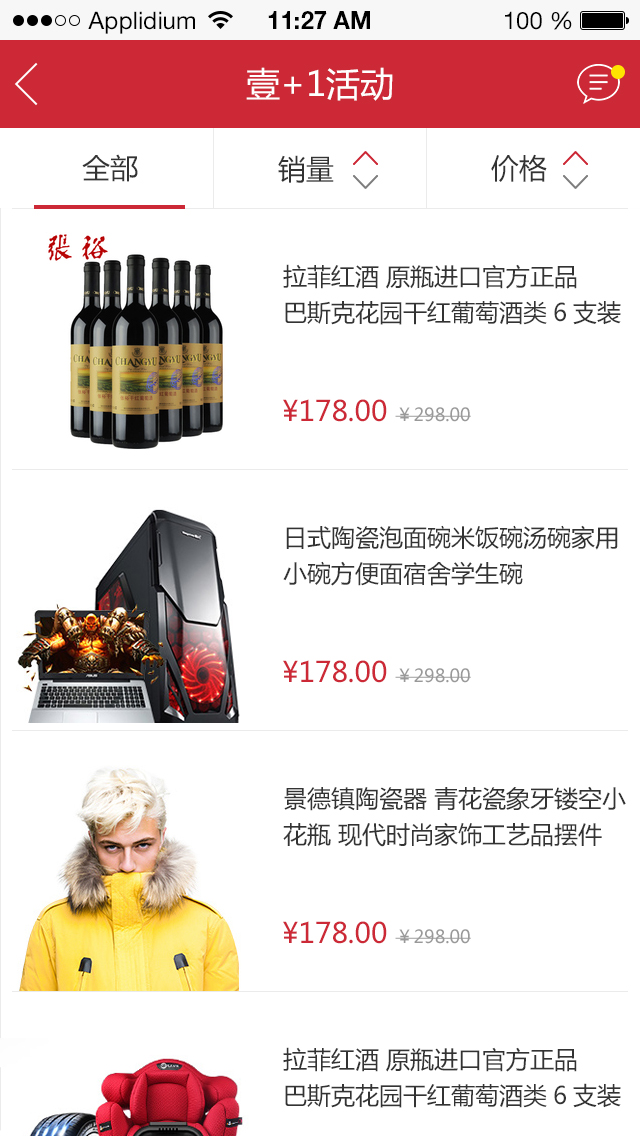 Applidium 11:27 AM 100 %
壹+1活动
全部 销量 价格
張裕
拉菲红酒 原瓶进口官方正品
巴斯克花园干红葡萄酒类 6 支装
CHANGYU
¥178.00 ¥298.00
日式陶瓷泡面碗米饭碗汤碗家用
小碗方便面宿舍学生碗
ASUS
¥178.00 ¥298.00
景德镇陶瓷器 青花瓷象牙镂空小
花瓶 现代时尚家饰工艺品摆件
¥178.00 ¥298.00
拉菲红酒 原瓶进口官方正品
巴斯克花园干红葡萄酒类 6 支装